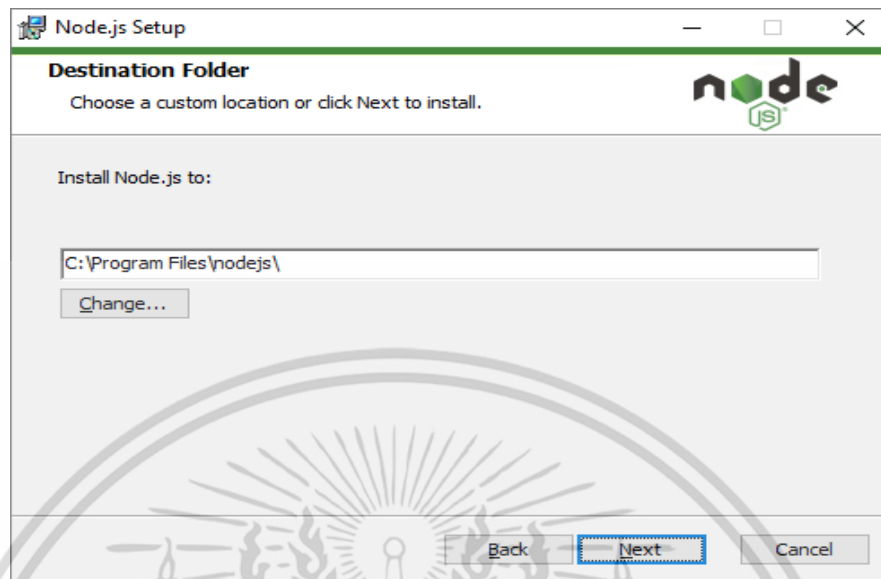 Node.js Setup
Destination Folder
Choose a custom location or click Next to install.
node
JS
Install Node.js to:
C:\Program Files\nodejs\
Change...
Back Next Cancel